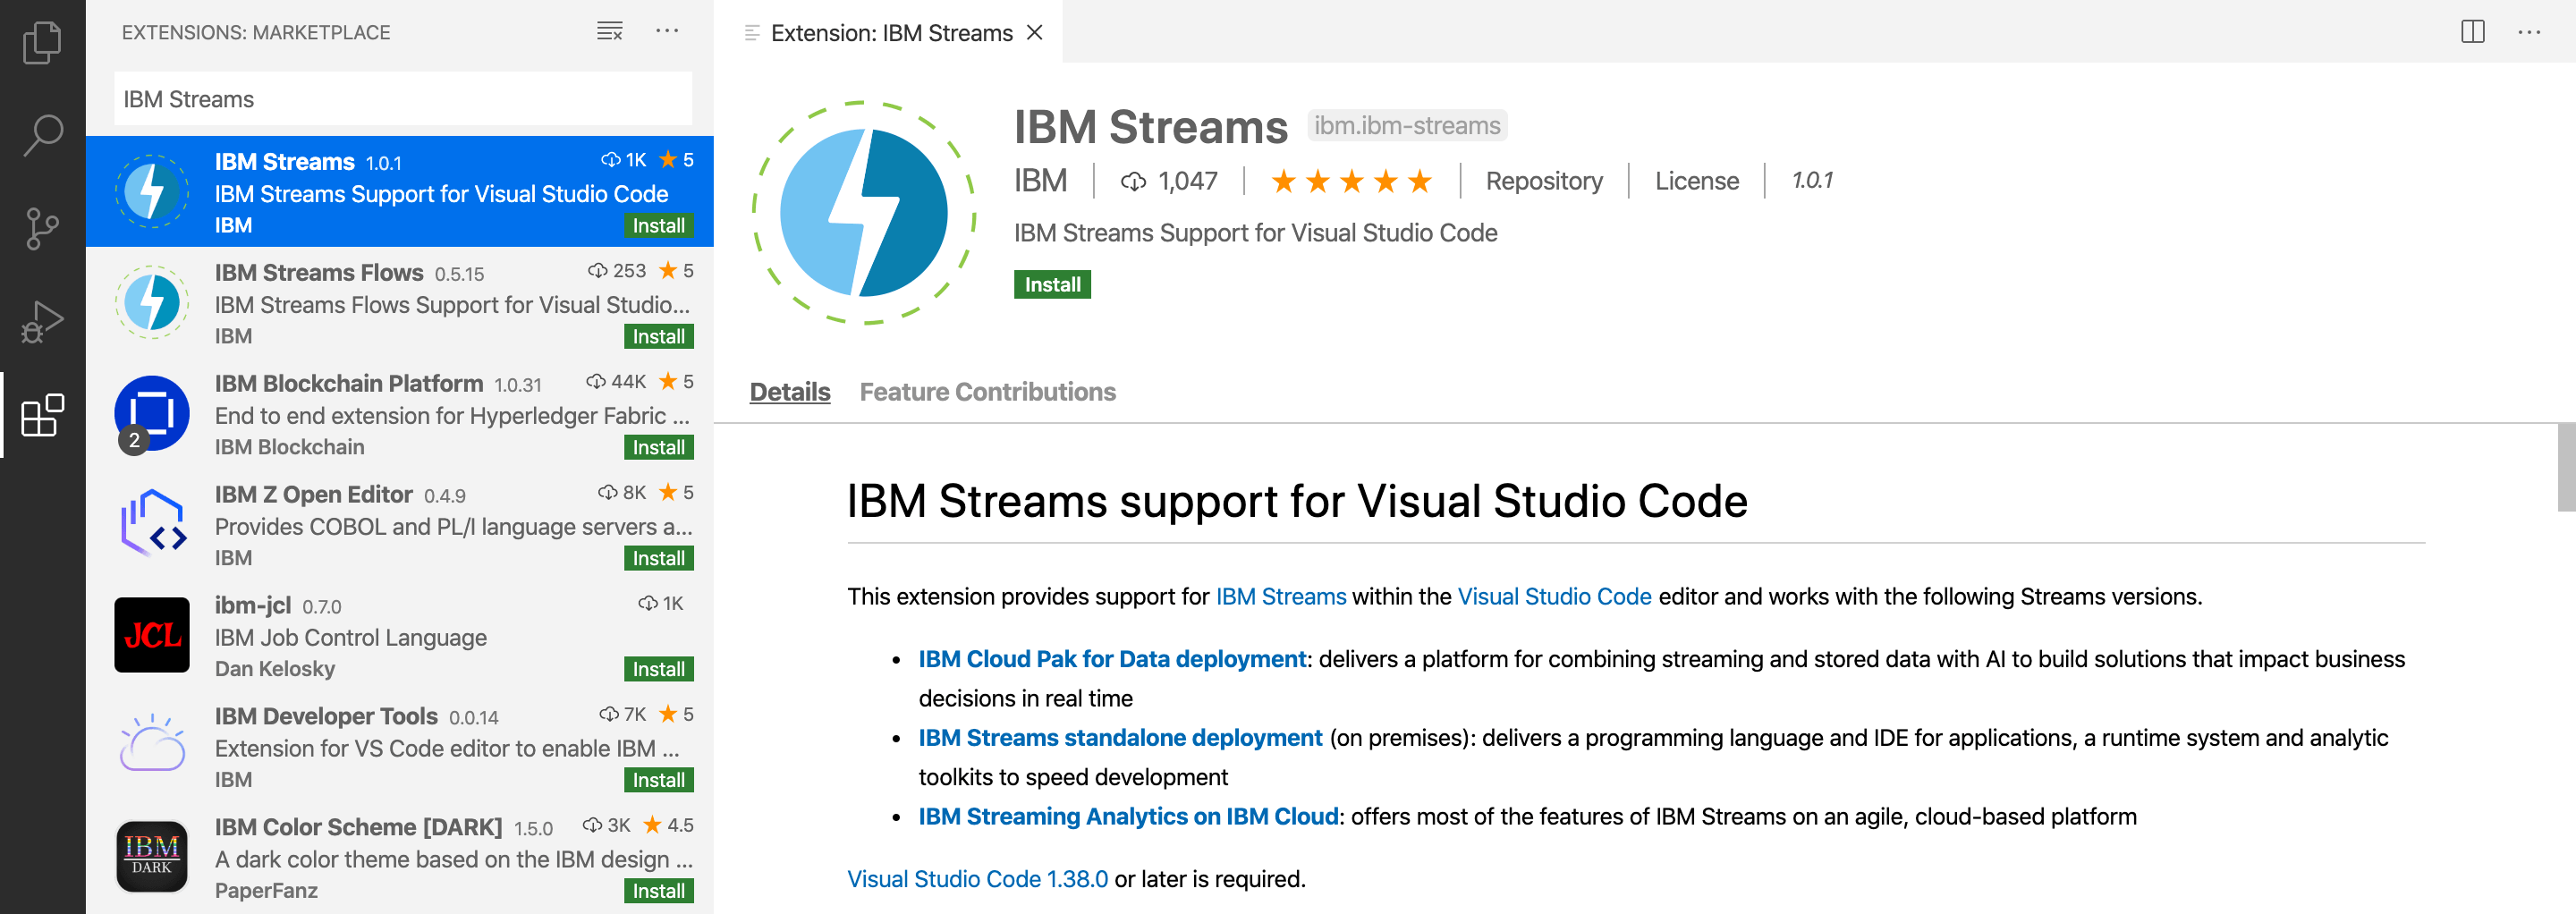 EXTENSIONS: MARKETPLACE
IBM Streams
IBM Streams 1.0.1 1K 5
IBM Streams Support for Visual Studio Code
IBM Install
IBM Streams Flows 0.5.15 253 5
IBM Streams Flows Support for Visual Studio...
IBM Install
IBM Blockchain Platform 1.0.31 44K 5
End to end extension for Hyperledger Fabric ...
2
IBM Blockchain Install
IBM Z Open Editor 0.4.9 8K 5
Provides COBOL and PL/I language servers a...
IBM Install
JCL
ibm-jcl 0.7.0 1K
IBM Job Control Language
Dan Kelosky Install
IBM Developer Tools 0.0.14 7K 5
Extension for VS Code editor to enable IBM ...
IBM Install
IBM
DARK
IBM Color Scheme [DARK] 1.5.0 3K 4.5
A dark color theme based on the IBM design ...
PaperFanz Install
Extension: IBM Streams
IBM Streams ibm.ibm-streams
IBM 1,047 Repository License 1.0.1
IBM Streams Support for Visual Studio Code
Install
Details Feature Contributions
IBM Streams support for Visual Studio Code
This extension provides support for IBM Streams within the Visual Studio Code editor and works with the following Streams versions.
• IBM Cloud Pak for Data deployment: delivers a platform for combining streaming and stored data with AI to build solutions that impact business
decisions in real time
• IBM Streams standalone deployment (on premises): delivers a programming language and IDE for applications, a runtime system and analytic
toolkits to speed development
• IBM Streaming Analytics on IBM Cloud: offers most of the features of IBM Streams on an agile, cloud-based platform
Visual Studio Code 1.38.0 or later is required.